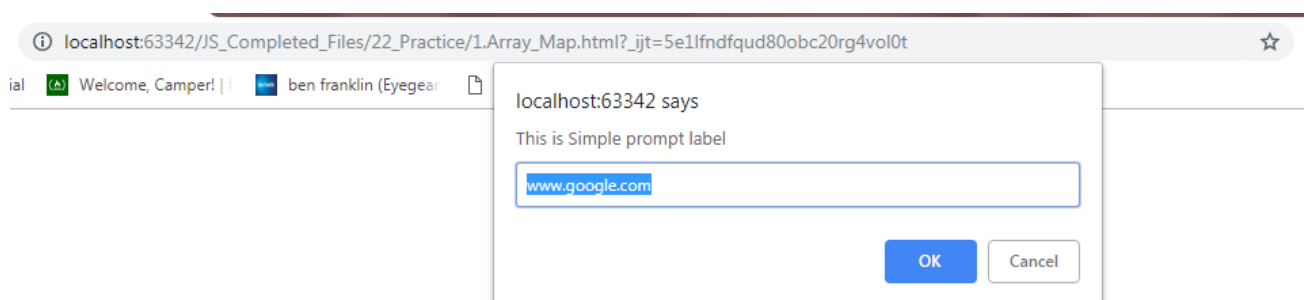 localhost:63342/JS_Completed_Files/22_Practice/1.Array_Map.html?_ijt=5e1lfndfqud80obc20rg4vol0t
ial Welcome, Camper! | ben franklin (Eyegear
localhost:63342 says
This is Simple prompt label
www.google.com
OK Cancel